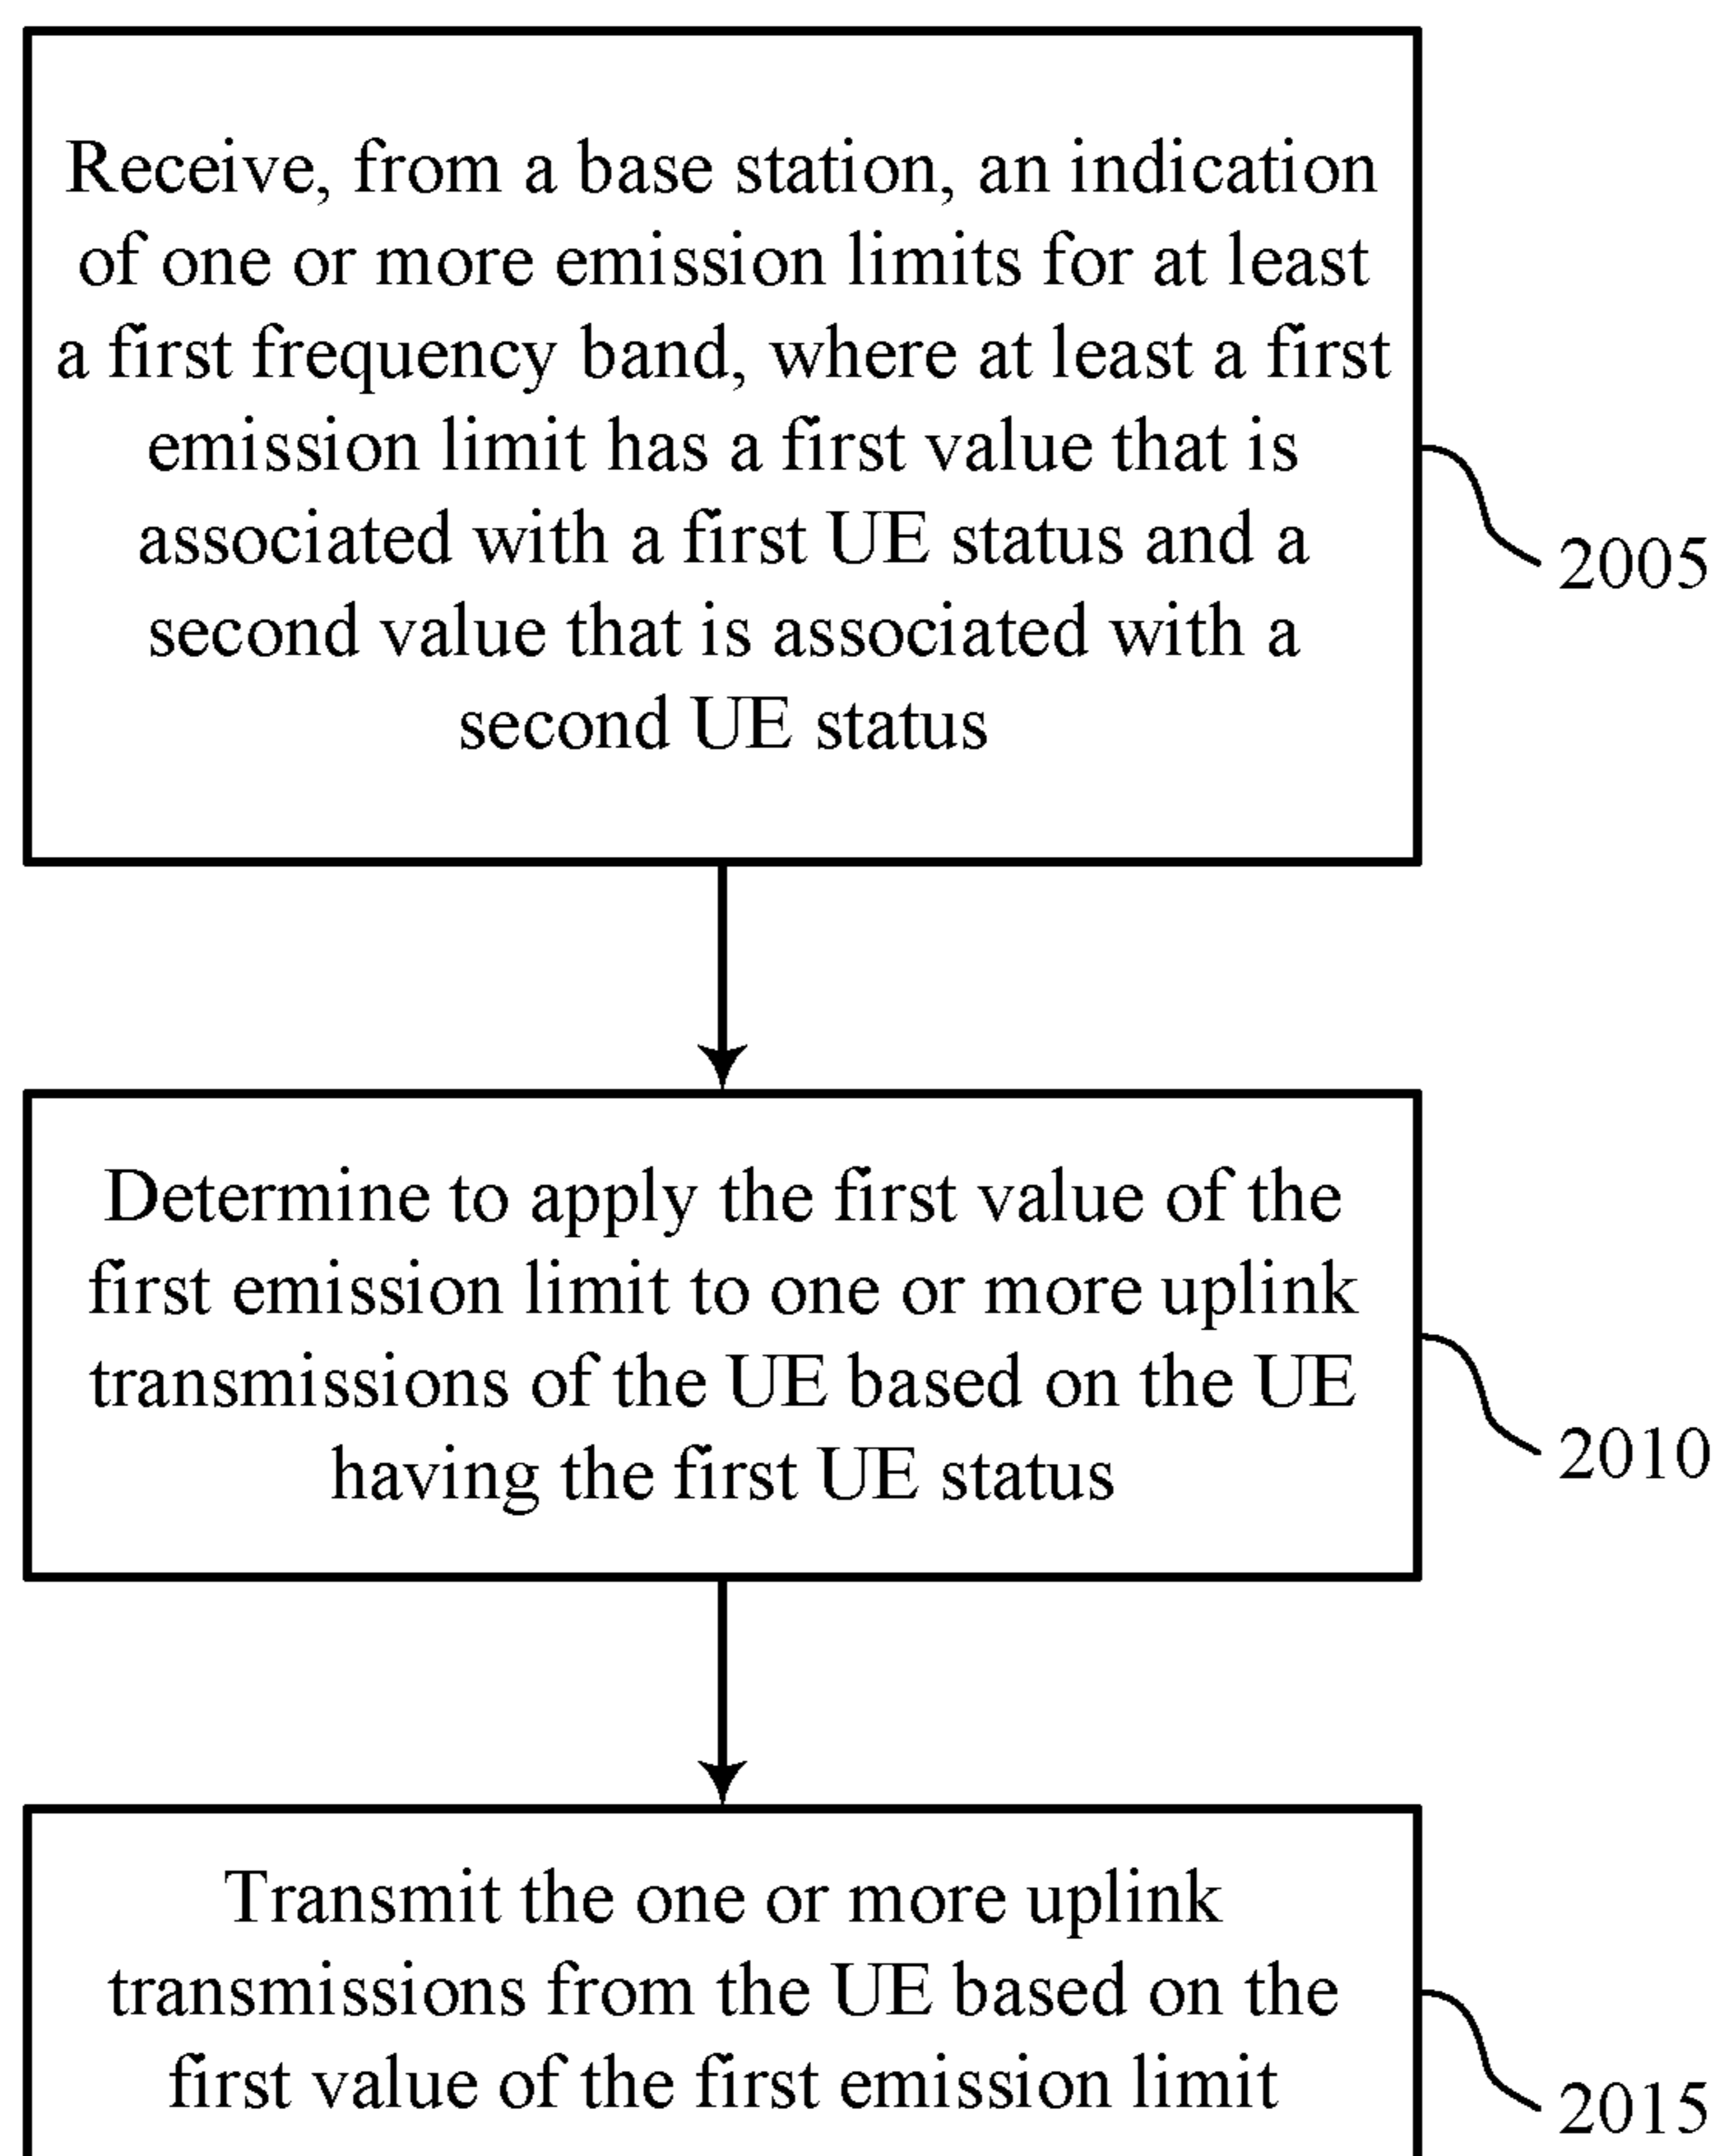 Receive, from a base station, an indication
of one or more emission limits for at least
a first frequency band, where at least a first
emission limit has a first value that is
associated with a first UE status and a
second value that is associated with a
second UE status
2005
Determine to apply the first value of the
first emission limit to one or more uplink
transmissions of the UE based on the UE
having the first UE status
2010
Transmit the one or more uplink
transmissions from the UE based on the
first value of the first emission limit
2015